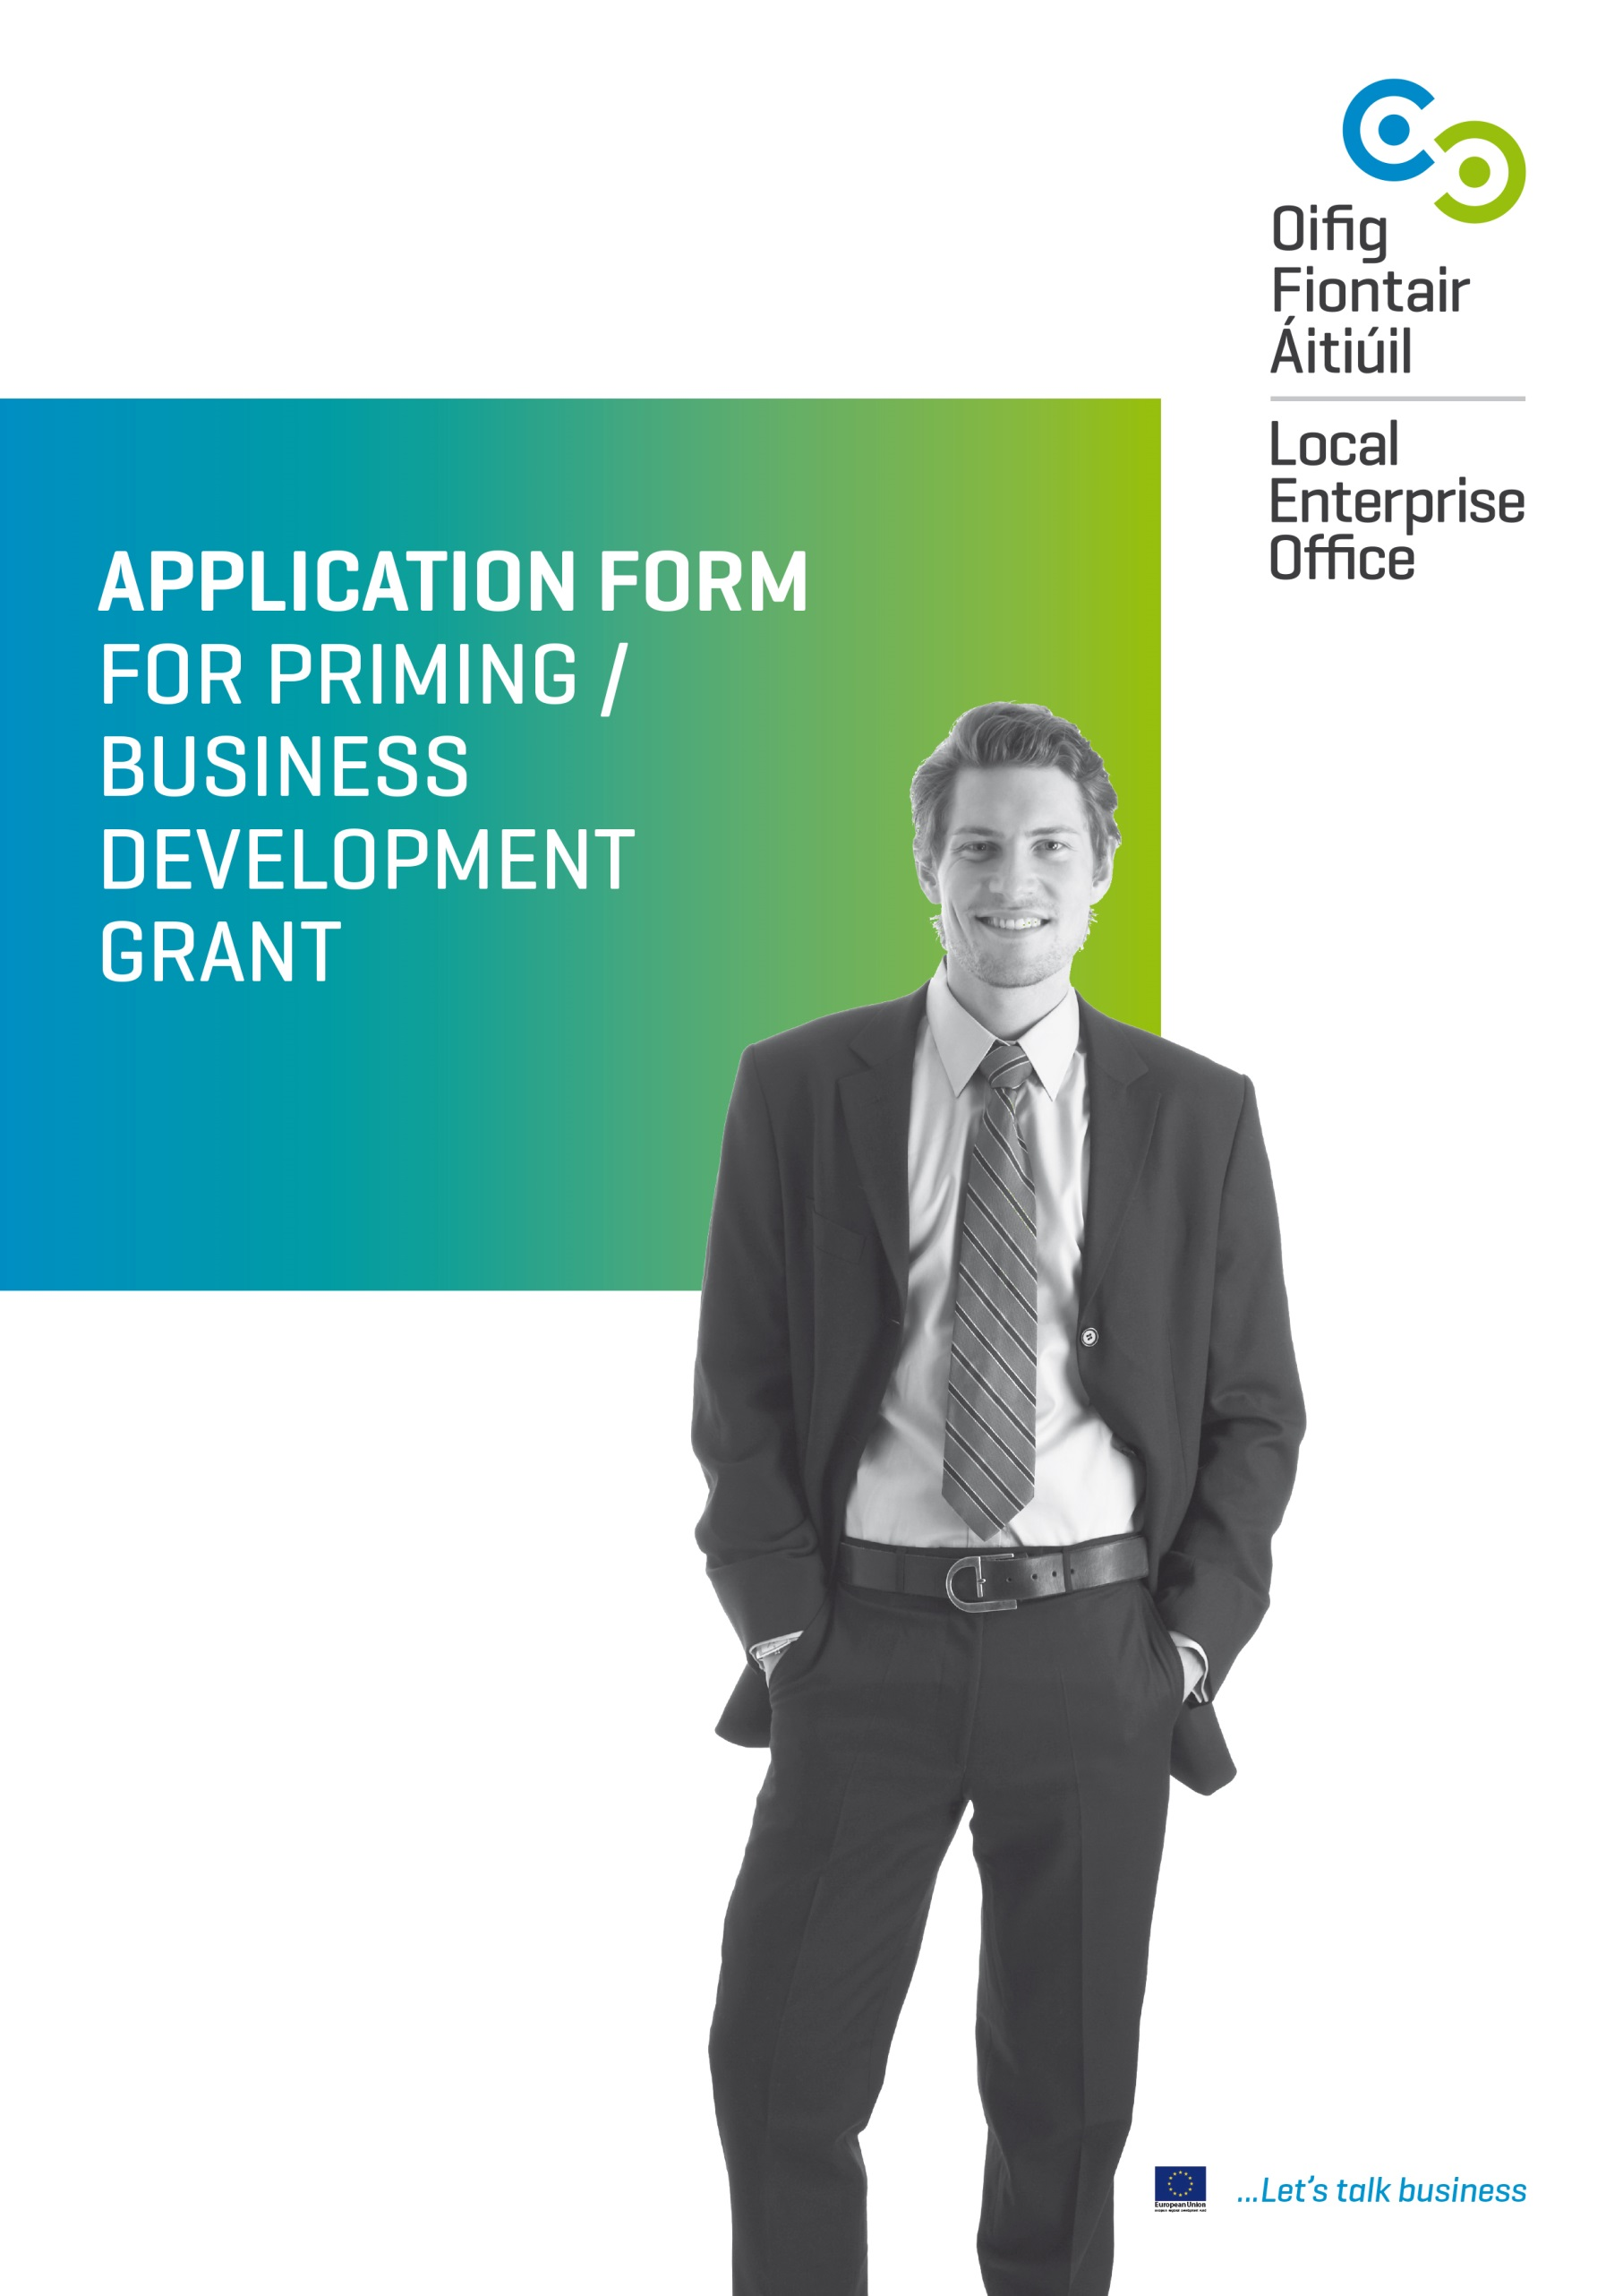 Oifig
Fiontair
Áitiúil
Local
Enterprise
Office
APPLICATION FORM
FOR PRIMING /
BUSINESS
DEVELOPMENT
GRANT
European Union
...Let's talk business